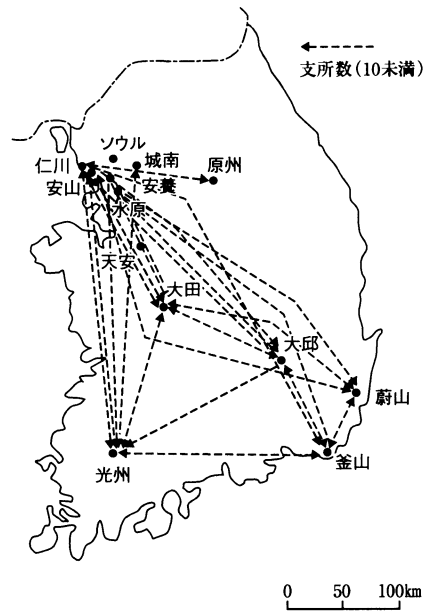 支所数(10未満)
ソウル
仁川
城南
原州
安山
安養
水原
天安
大田
大邱
蔚山
光州
釜山
0 50 100km